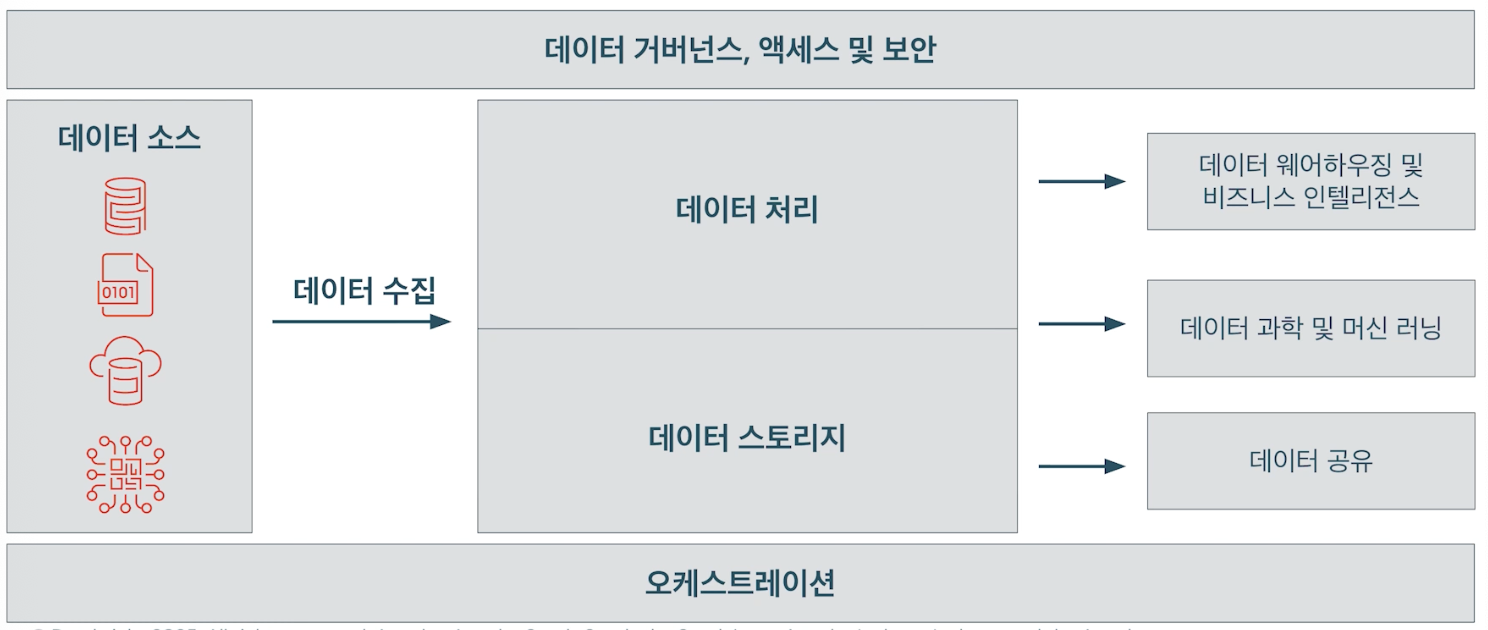 데이터 거버넌스, 액세스 및 보안
데이터 소스
0101
데이터 수집
데이터 처리
데이터 스토리지
데이터 웨어하우징 및
비즈니스 인텔리전스
데이터 과학 및 머신 러닝
데이터 공유
오케스트레이션